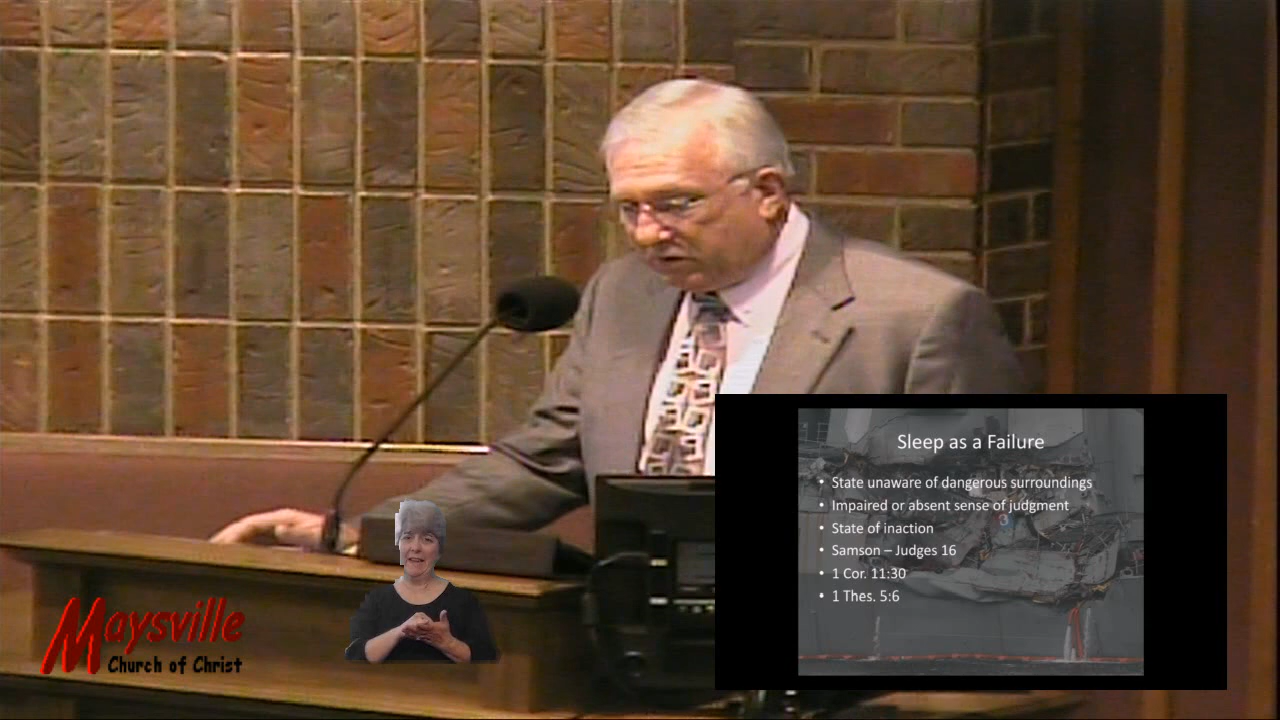 Sleep as a Failure
• State unaware of dangerous surroundings
• Impaired or absent sense of judgment
• State of inaction
• Samson – Judges 16
• 1 Cor. 11:30
• 1 Thes. 5:6
Maysville
Church of Christ